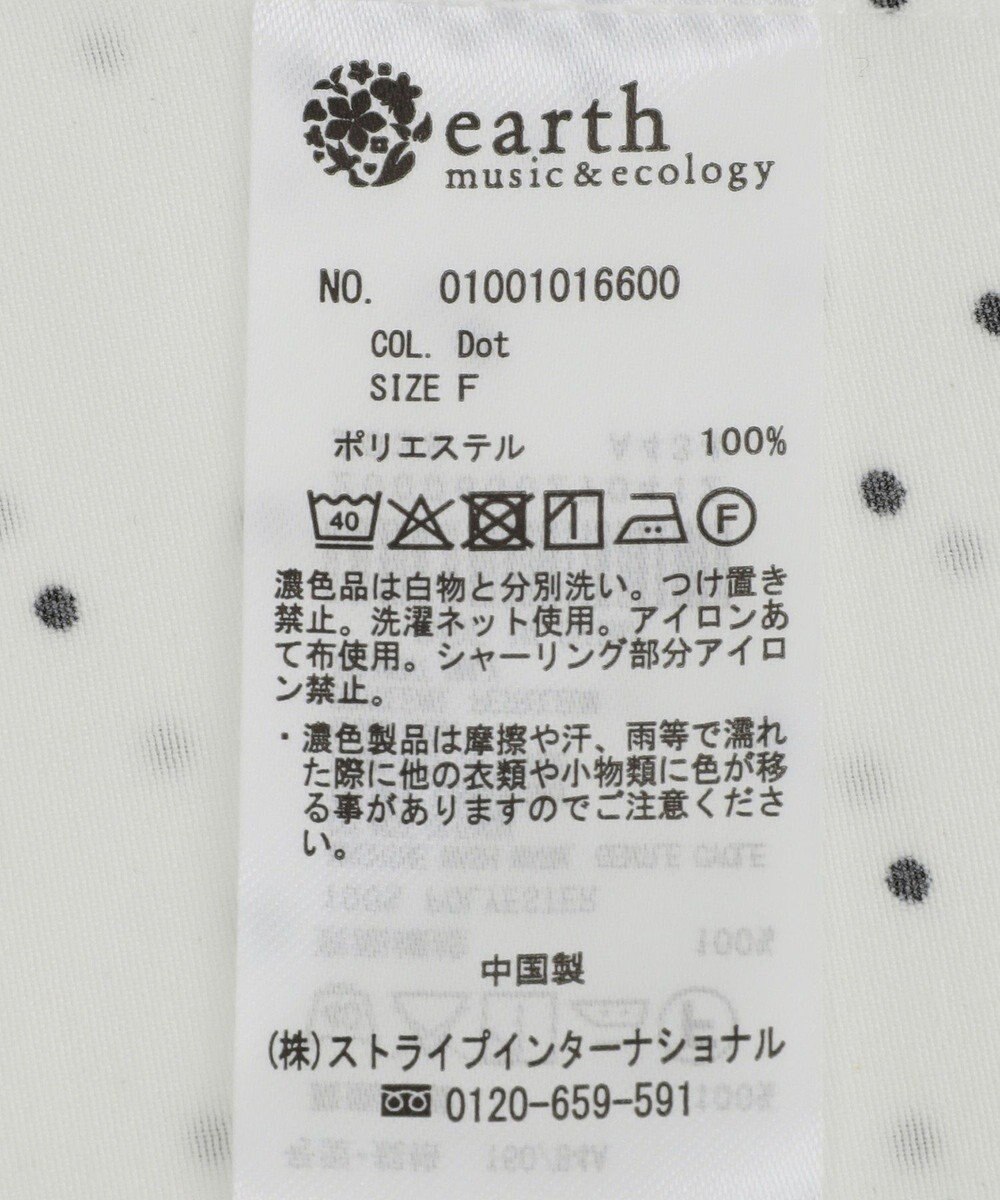 earth
music&ecology
NO. 01001016600
COL. Dot
SIZE F
ポリエステル 100%
40 F
濃色品は白物と分別洗い。つけ置き
禁止。洗濯ネット使用。アイロンあ
て布使用。シャーリング部分アイロ
ン禁止。
・濃色製品は摩擦や汗、雨等で濡れ
た際に他の衣類や小物類に色が移
る事がありますのでご注意くださ
い。
中国製
(株)ストライプインターナショナル
0120-659-591